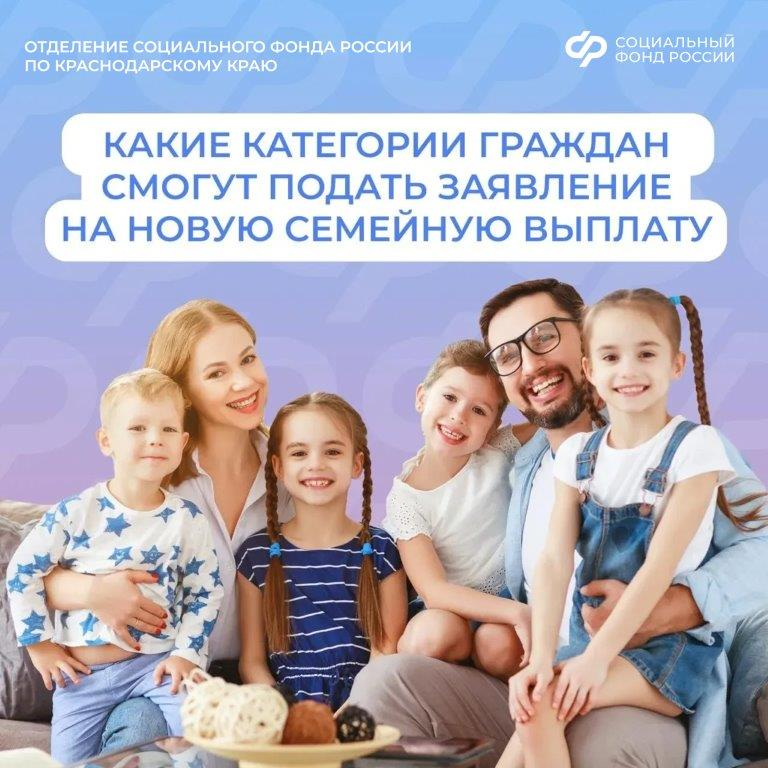 ОТДЕЛЕНИЕ СОЦИАЛЬНОГО ФОНДА РОССИИ
ПО КРАСНОДАРСКОМУ КРАЮ
СОЦИАЛЬНЫЙ
ФОНД РОССИИ
КАКИЕ КАТЕГОРИИ ГРАЖДАН
СМОГУТ ПОДАТЬ ЗАЯВЛЕНИЕ
НА НОВУЮ СЕМЕЙНУЮ ВЫПЛАТУ